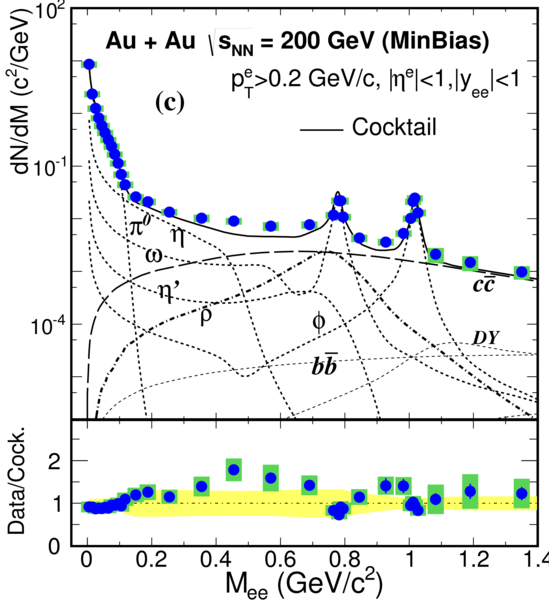 10²
Au + Au √sNN = 200 GeV (MinBias)
pTᵉ>0.2 GeV/c, |ηᵉ|<1,|yee|<1
(c)
Cocktail
dN/dM (c²/GeV)
10⁻¹
π⁰
η
ω
η’
ρ
cc̄
10⁻⁴
ϕ
DY
bb̄
Data/Cock.
2
1
0
0 0.2 0.4 0.6 0.8 1 1.2 1.4
Mee (GeV/c²)